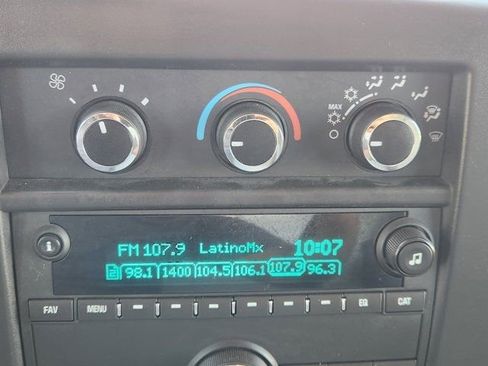 MAX
FM 107.9 LatinoMx 10:07
98.1 1400 104.5 106.1 107.9 96.3
FAV MENU EQ CAT